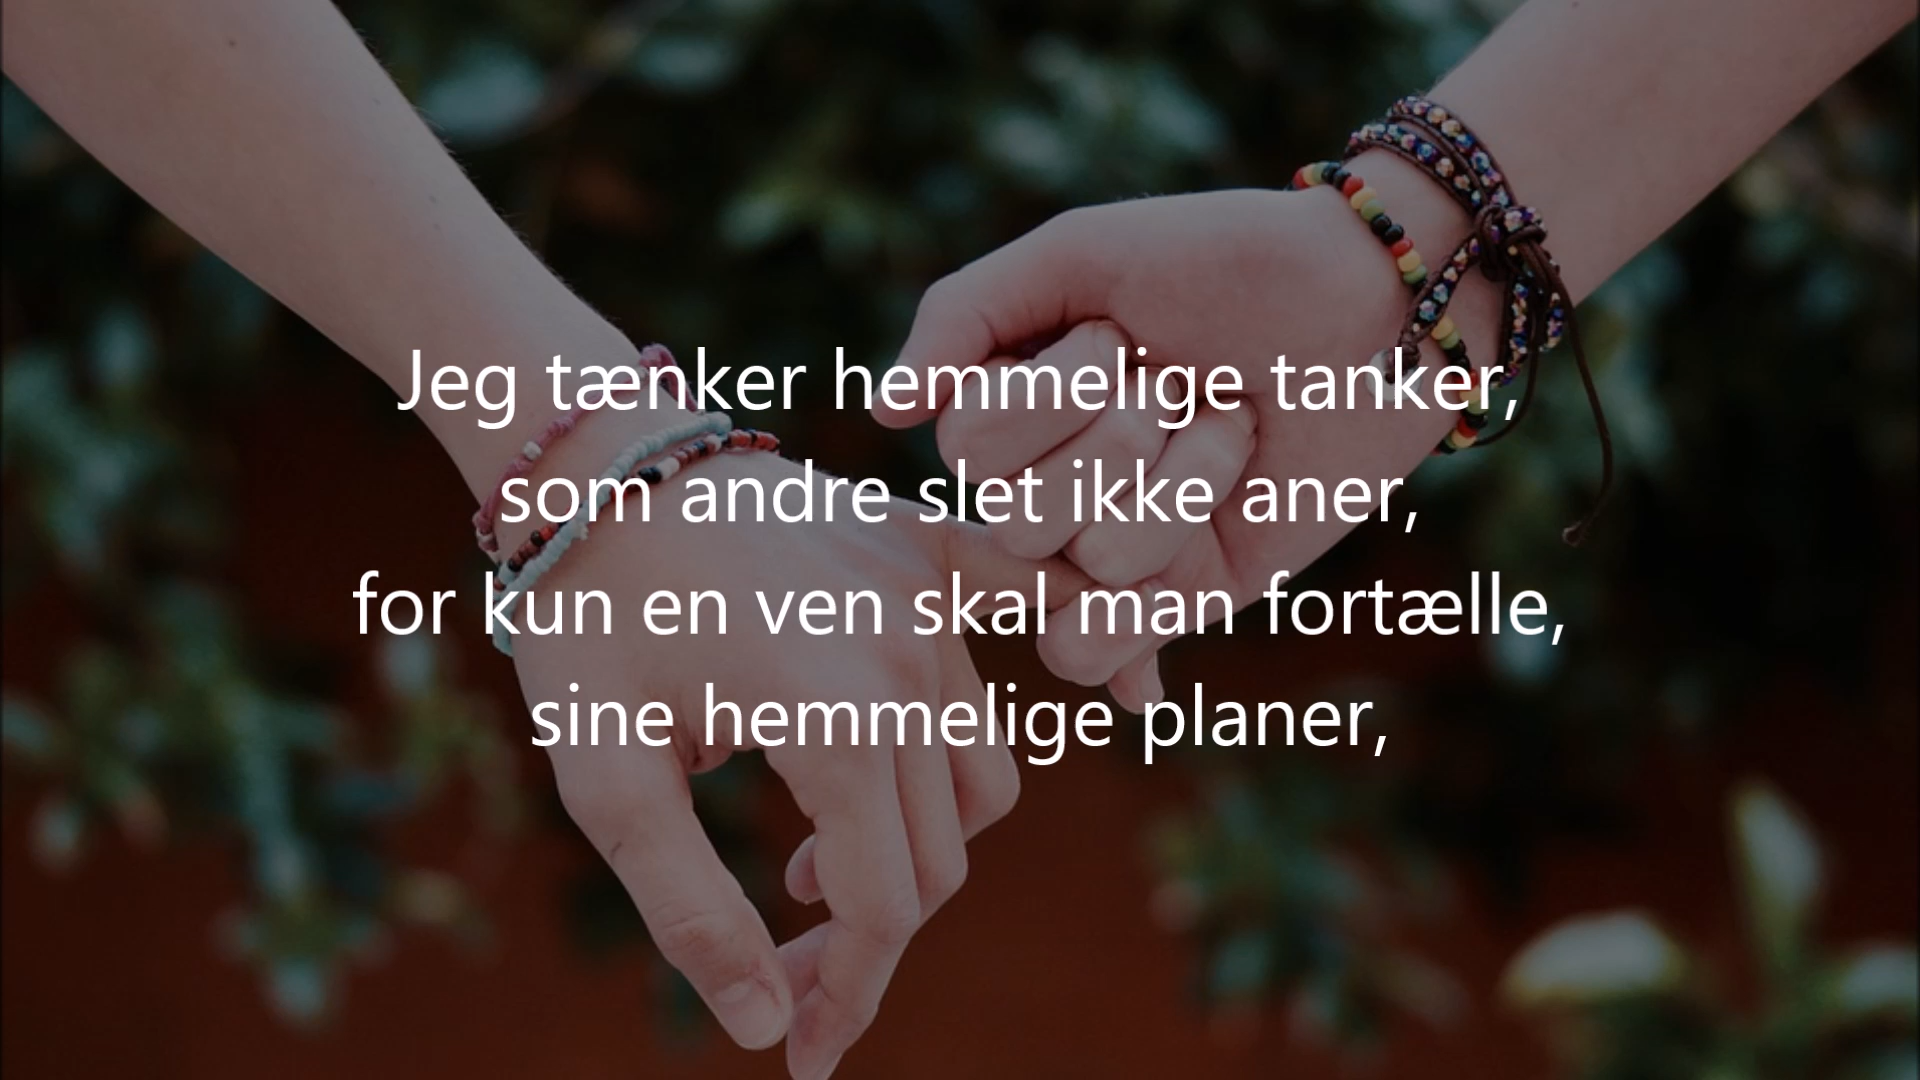 Jeg tænker hemmelige tanker,
som andre slet ikke aner,
for kun en ven skal man fortælle,
sine hemmelige planer,